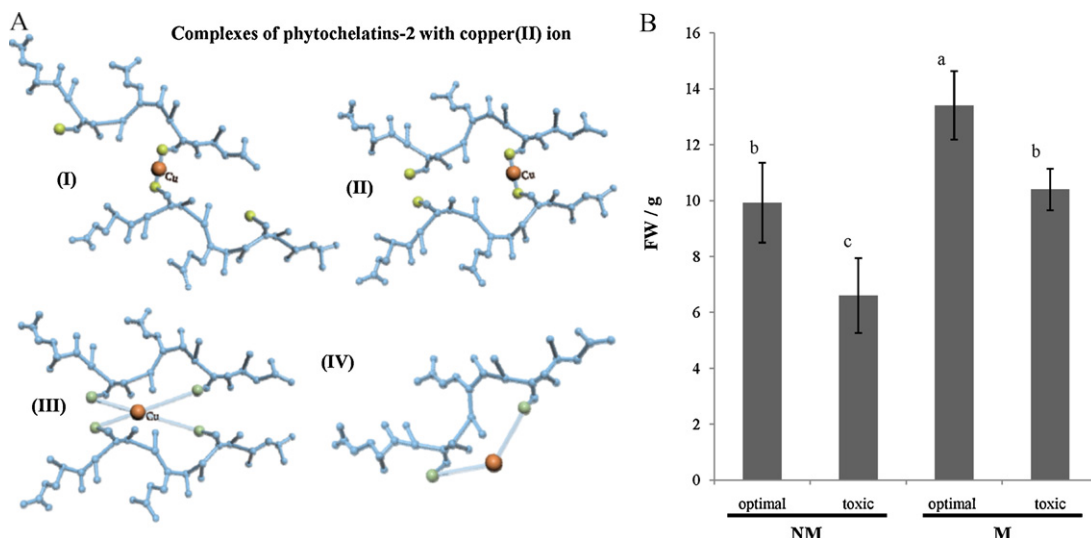 A
Complexes of phytochelatins-2 with copper(II) ion
Cu
(I)
Cu
(II)
Cu
(III)
(IV)
B
FW / g
16
14
12
10
8
6
4
2
0
b
c
a
b
optimal toxic optimal toxic
NM M